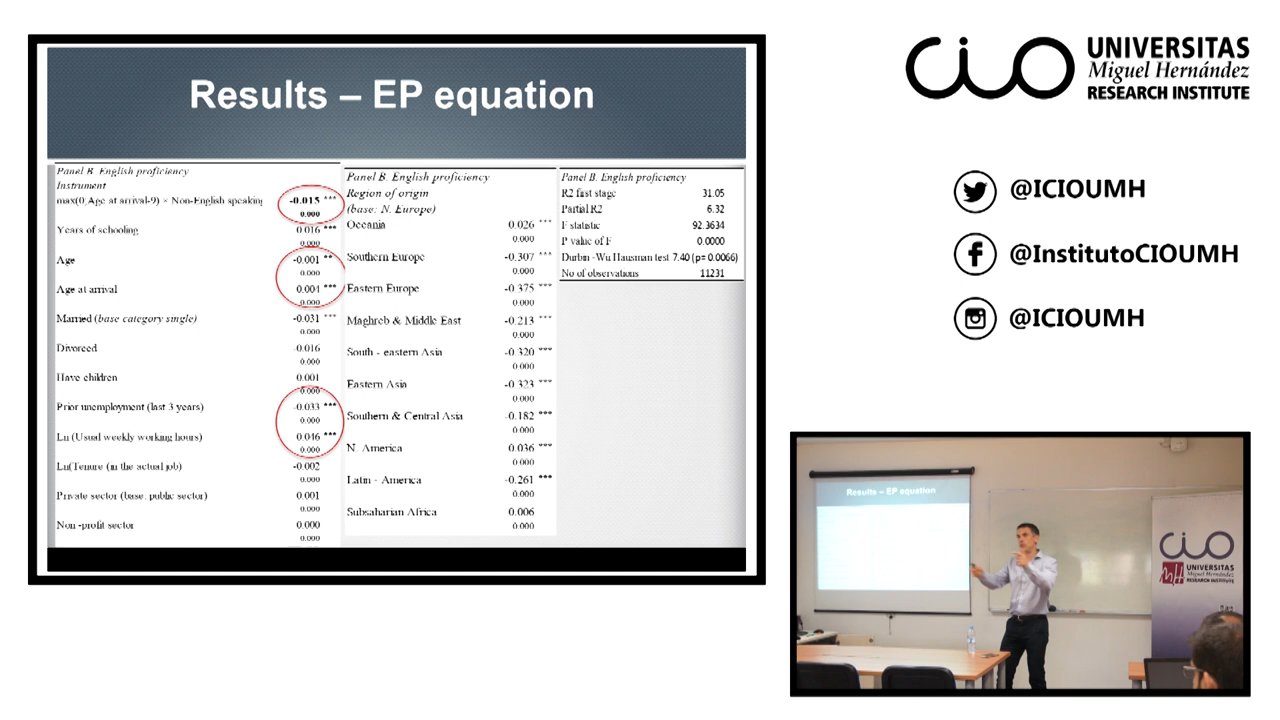 Results – EP equation
Panel B. English proficiency
Instrument
max(0,Age at arrival-9) × Non-English speaking -0.015 ***
0.000
Years of schooling 0.016 ***
0.000
Age -0.001 **
0.000
Age at arrival 0.004 ***
0.000
Married (base category single) -0.031 ***
0.000
Divorced -0.016
0.000
Have children 0.001
0.000
Prior unemployment (last 3 years) -0.033 ***
0.000
Ln (Usual weekly working hours) 0.046 ***
0.000
Ln(Tenure (in the actual job) -0.002
0.000
Private sector (base: public sector) 0.001
0.000
Non -profit sector 0.000
0.000
Panel B. English proficiency
Region of origin
(base: N. Europe)
Oceania 0.026 ***
0.000
Southern Europe -0.307 ***
0.000
Eastern Europe -0.375 ***
0.000
Maghreb & Middle East -0.213 ***
0.000
South - eastern Asia -0.320 ***
0.000
Eastern Asia -0.323 ***
0.000
Southern & Central Asia -0.182 ***
0.000
N. America 0.036 ***
0.000
Latin - America -0.261 ***
0.000
Subsaharian Africa 0.006
0.000
Panel B. English proficiency
R2 first stage 31.05
Partial R2 6.32
F statistic 92.3634
P value of F 0.0000
Durbin -Wu Hausman test 7.40 (p= 0.0066)
No of observations 11231
CIO UNIVERSITAS
Miguel Hernández
RESEARCH INSTITUTE
@ICIOUMH
@InstitutoCIOUMH
@ICIOUMH
Results – EP equation
CIO
UNIVERSITAS
Miguel Hernández
RESEARCH INSTITUTE